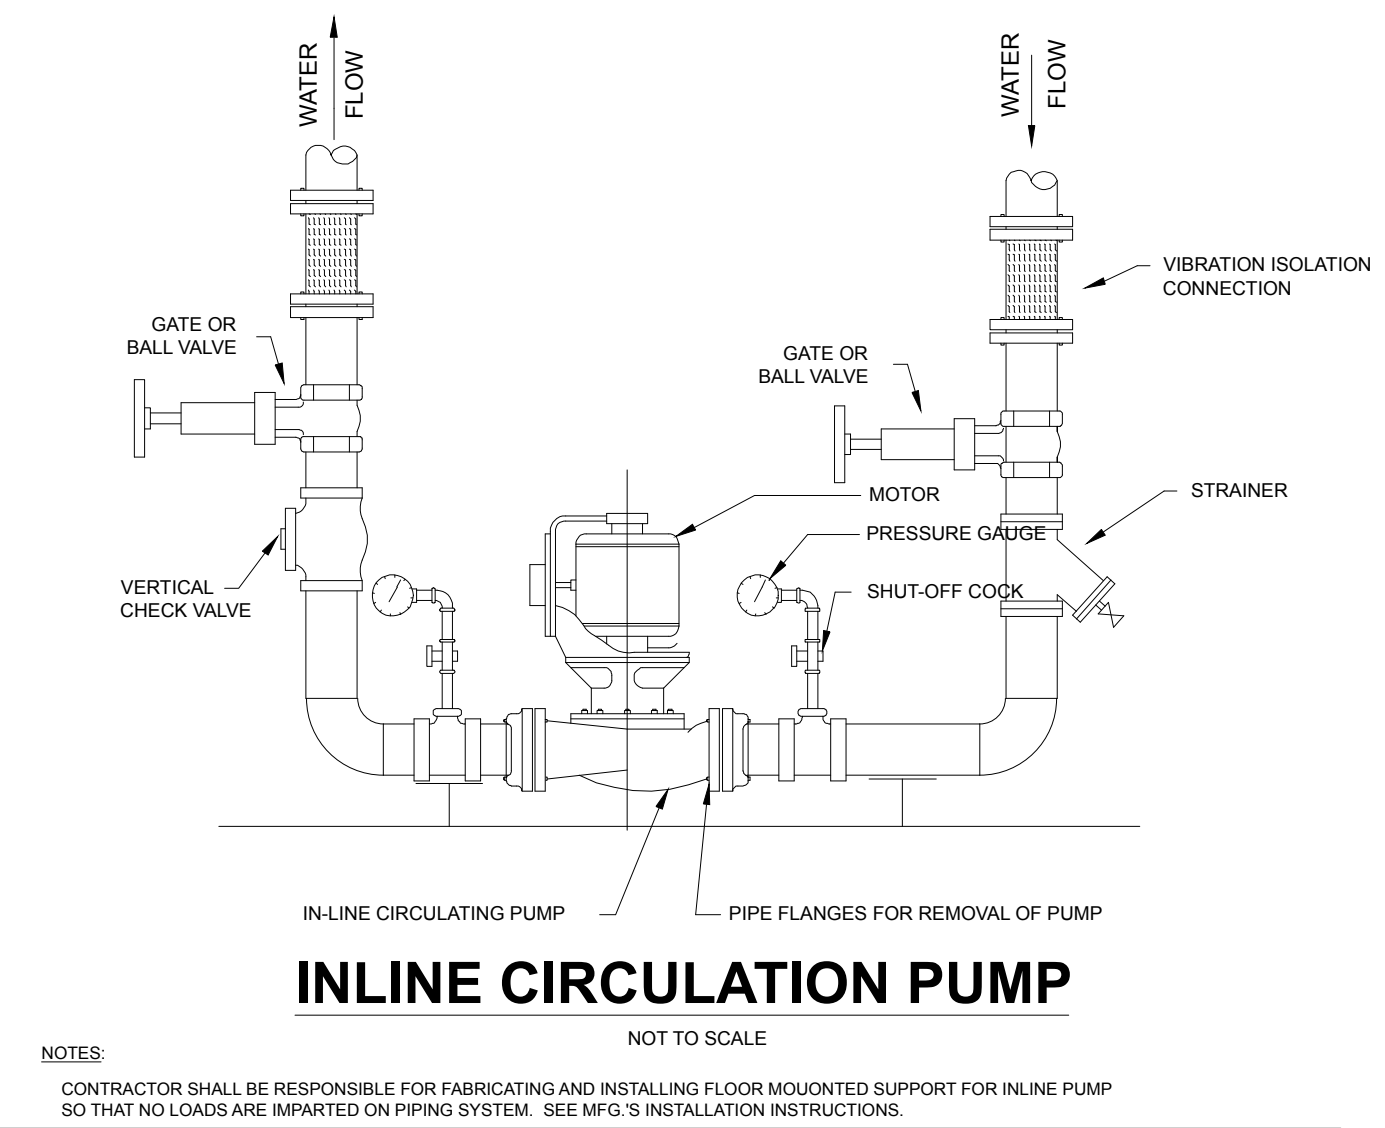 WATER
FLOW
WATER
FLOW
VIBRATION ISOLATION
CONNECTION
GATE OR
BALL VALVE
GATE OR
BALL VALVE
MOTOR
STRAINER
PRESSURE GAUGE
VERTICAL
CHECK VALVE
SHUT-OFF COCK
IN-LINE CIRCULATING PUMP
PIPE FLANGES FOR REMOVAL OF PUMP
INLINE CIRCULATION PUMP
NOT TO SCALE
NOTES:
CONTRACTOR SHALL BE RESPONSIBLE FOR FABRICATING AND INSTALLING FLOOR MOUONTED SUPPORT FOR INLINE PUMP
SO THAT NO LOADS ARE IMPARTED ON PIPING SYSTEM. SEE MFG.'S INSTALLATION INSTRUCTIONS.